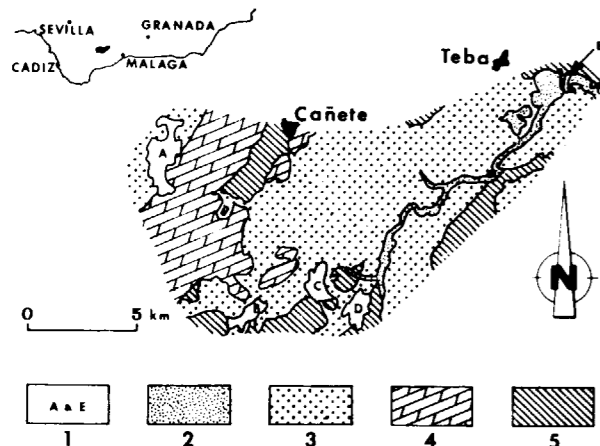 SEVILLA
GRANADA
CADIZ
MALAGA
Teba
Cañete
A
B
C
D
N
0 5 km
A a E
1 2 3 4 5